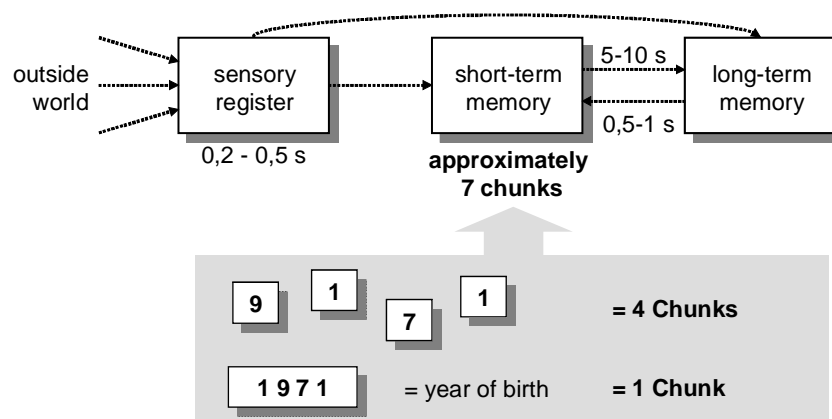 outside
world
sensory
register
0,2 - 0,5 s
short-term
memory
approximately
7 chunks
5-10 s
0,5-1 s
long-term
memory
9 1 7 1 = 4 Chunks
1 9 7 1 = year of birth = 1 Chunk